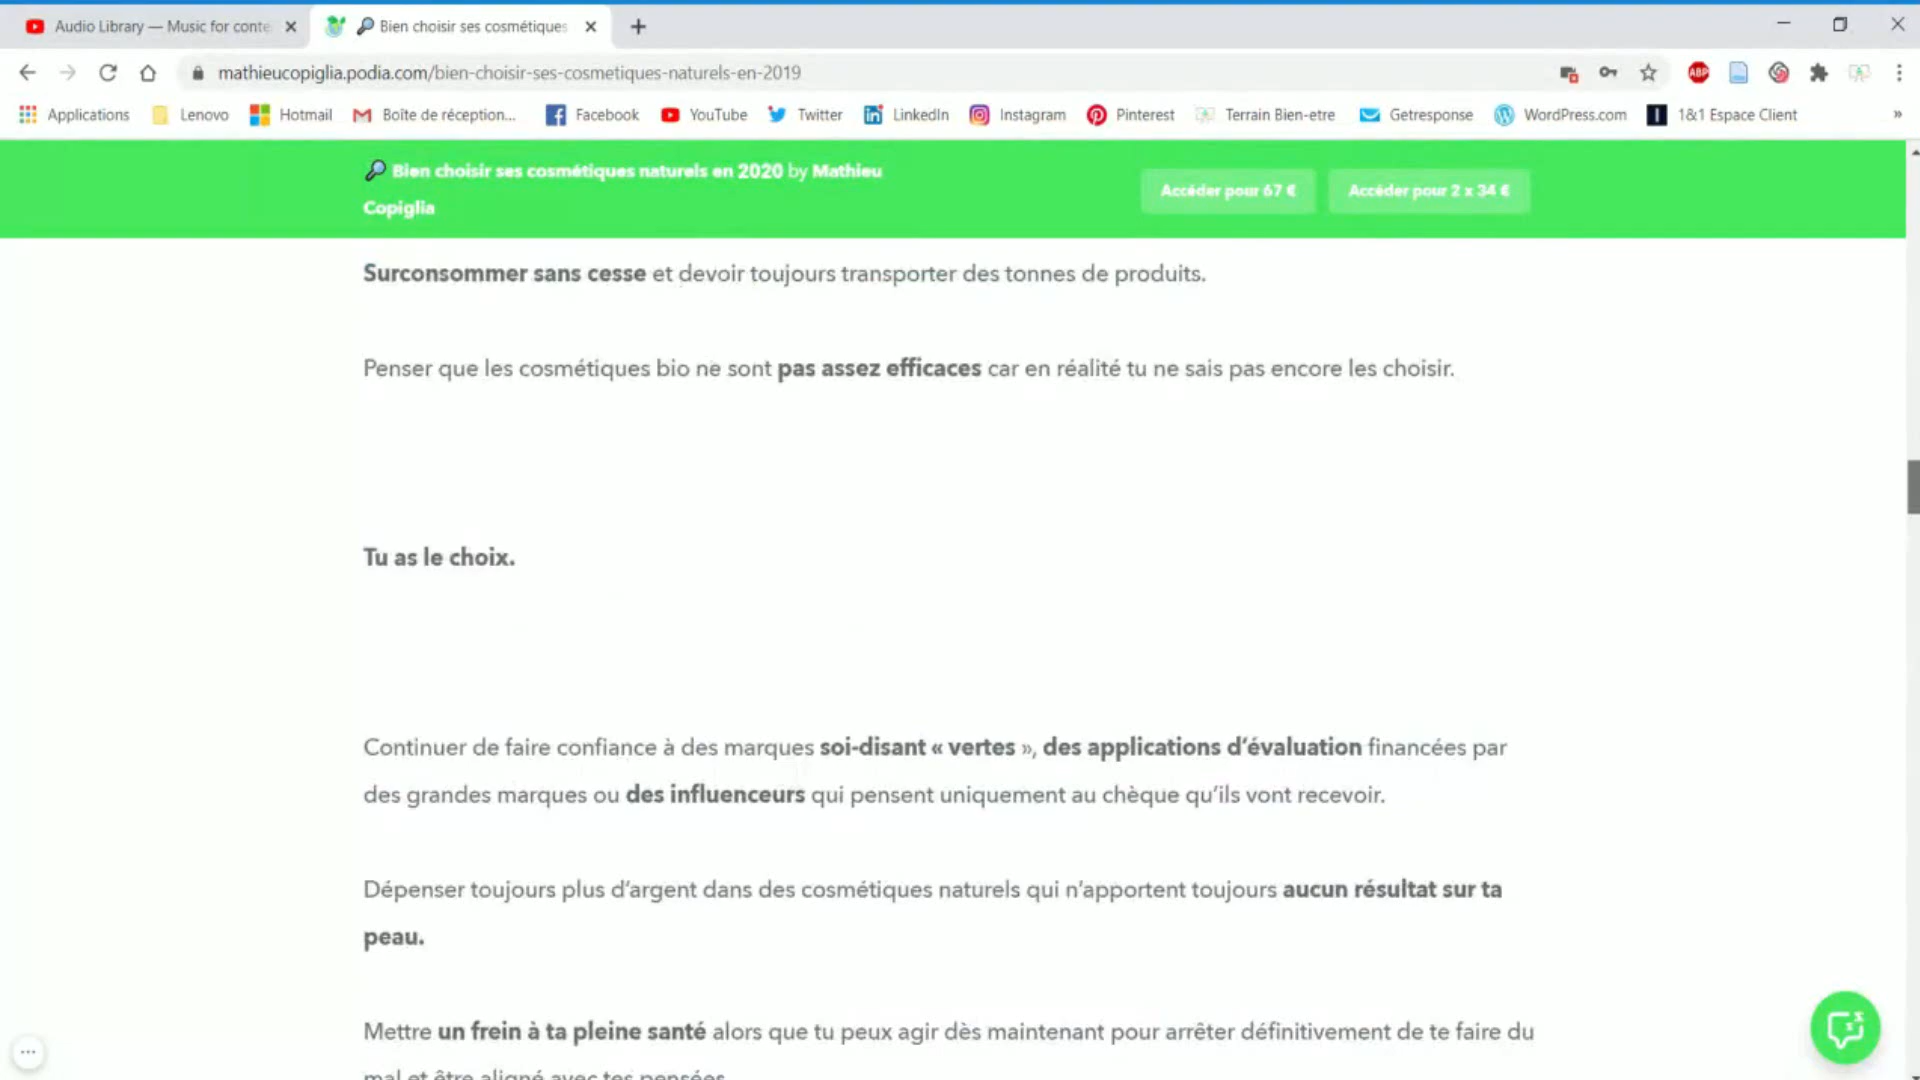 Audio Library — Music for conte
Bien choisir ses cosmétiques
mathieucopiglia.podia.com/bien-choisir-ses-cosmetiques-naturels-en-2019
ABP
Applications
Lenovo
Hotmail
Boîte de réception...
Facebook
YouTube
Twitter
LinkedIn
Instagram
Pinterest
Terrain Bien-etre
Getresponse
WordPress.com
1&1 Espace Client
»
Bien choisir ses cosmétiques naturels en 2020 by Mathieu
Copiglia
Accéder pour 67 €
Accéder pour 2 x 34 €
Surconsommer sans cesse et devoir toujours transporter des tonnes de produits.
Penser que les cosmétiques bio ne sont pas assez efficaces car en réalité tu ne sais pas encore les choisir.
Tu as le choix.
Continuer de faire confiance à des marques soi-disant « vertes », des applications d’évaluation financées par
des grandes marques ou des influenceurs qui pensent uniquement au chèque qu’ils vont recevoir.
Dépenser toujours plus d’argent dans des cosmétiques naturels qui n’apportent toujours aucun résultat sur ta
peau.
Mettre un frein à ta pleine santé alors que tu peux agir dès maintenant pour arrêter définitivement de te faire du
mal et être aligné avec tes pensées.